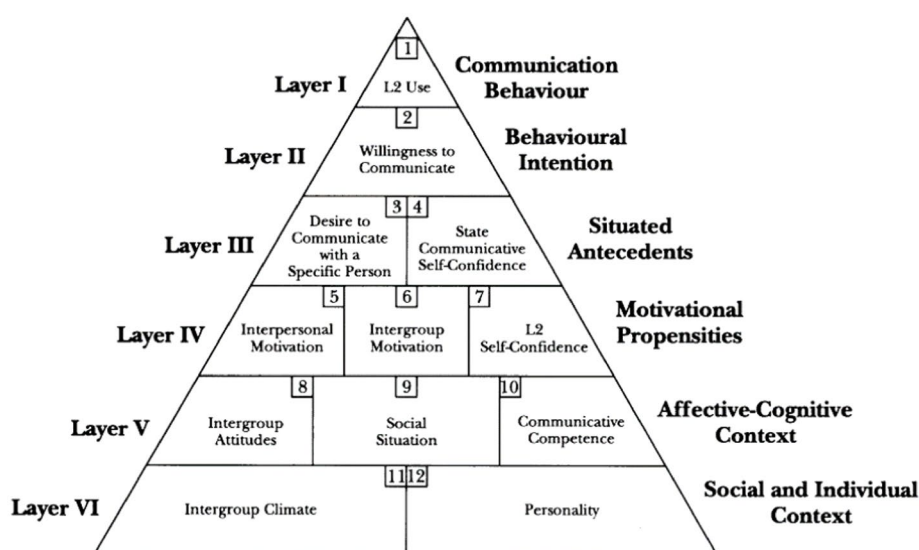 1
Layer I
L2 Use
Communication
Behaviour
2
Layer II
Willingness to
Communicate
Behavioural
Intention
3 4
Layer III
Desire to
Communicate
with a
Specific Person
State
Communicative
Self-Confidence
Situated
Antecedents
5 6 7
Layer IV
Interpersonal
Motivation
Intergroup
Motivation
L2
Self-Confidence
Motivational
Propensities
8 9 10
Layer V
Intergroup
Attitudes
Social
Situation
Communicative
Competence
Affective-Cognitive
Context
11 12
Layer VI
Intergroup Climate
Personality
Social and Individual
Context